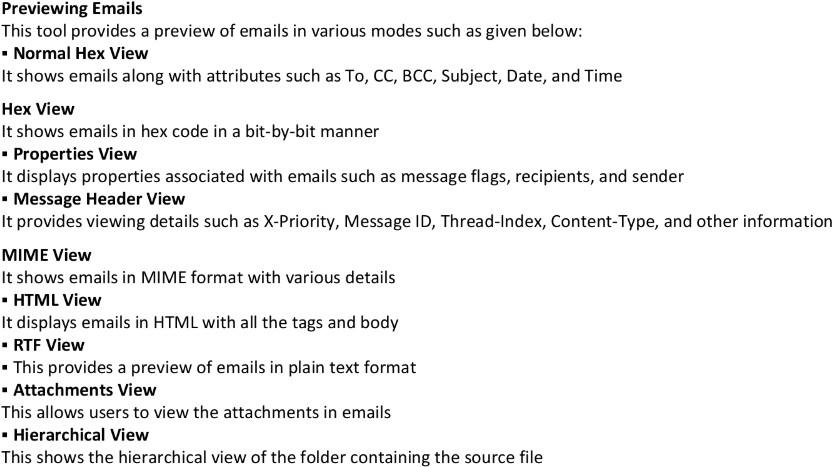 Previewing Emails
This tool provides a preview of emails in various modes such as given below:
▪ Normal Hex View
It shows emails along with attributes such as To, CC, BCC, Subject, Date, and Time
Hex View
It shows emails in hex code in a bit-by-bit manner
▪ Properties View
It displays properties associated with emails such as message flags, recipients, and sender
▪ Message Header View
It provides viewing details such as X-Priority, Message ID, Thread-Index, Content-Type, and other information
MIME View
It shows emails in MIME format with various details
▪ HTML View
It displays emails in HTML with all the tags and body
▪ RTF View
▪ This provides a preview of emails in plain text format
▪ Attachments View
This allows users to view the attachments in emails
▪ Hierarchical View
This shows the hierarchical view of the folder containing the source file